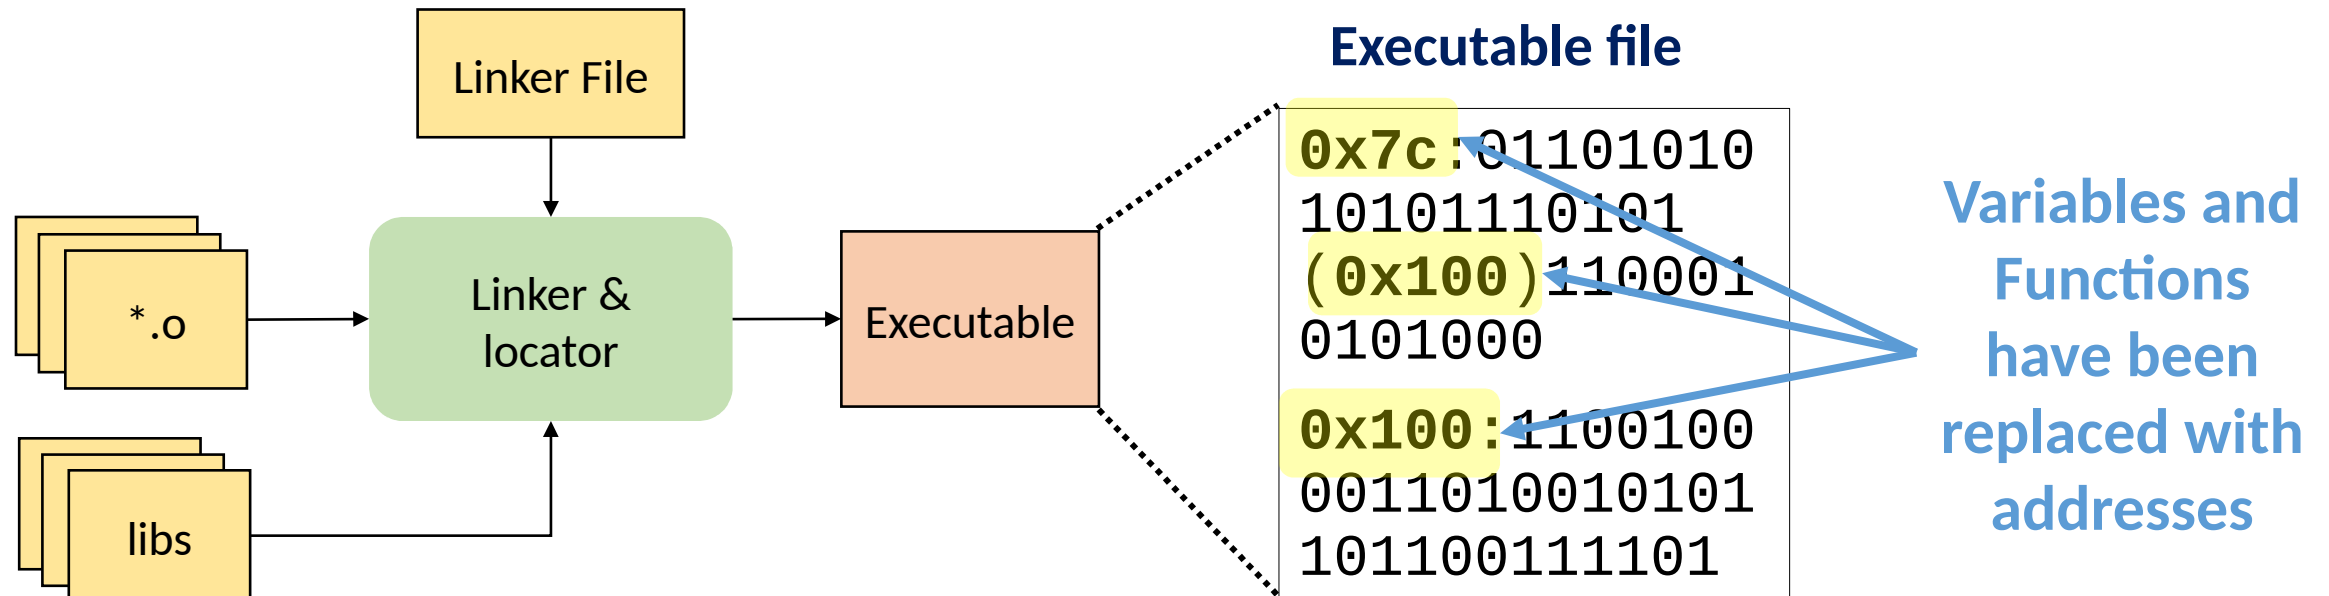 Linker File
*.o
libs
Linker &
locator
Executable
Executable file
0x7c:01101010
10101110101
(0x100)110001
0101000
0x100:1100100
0011010010101
101100111101
Variables and
Functions
have been
replaced with
addresses